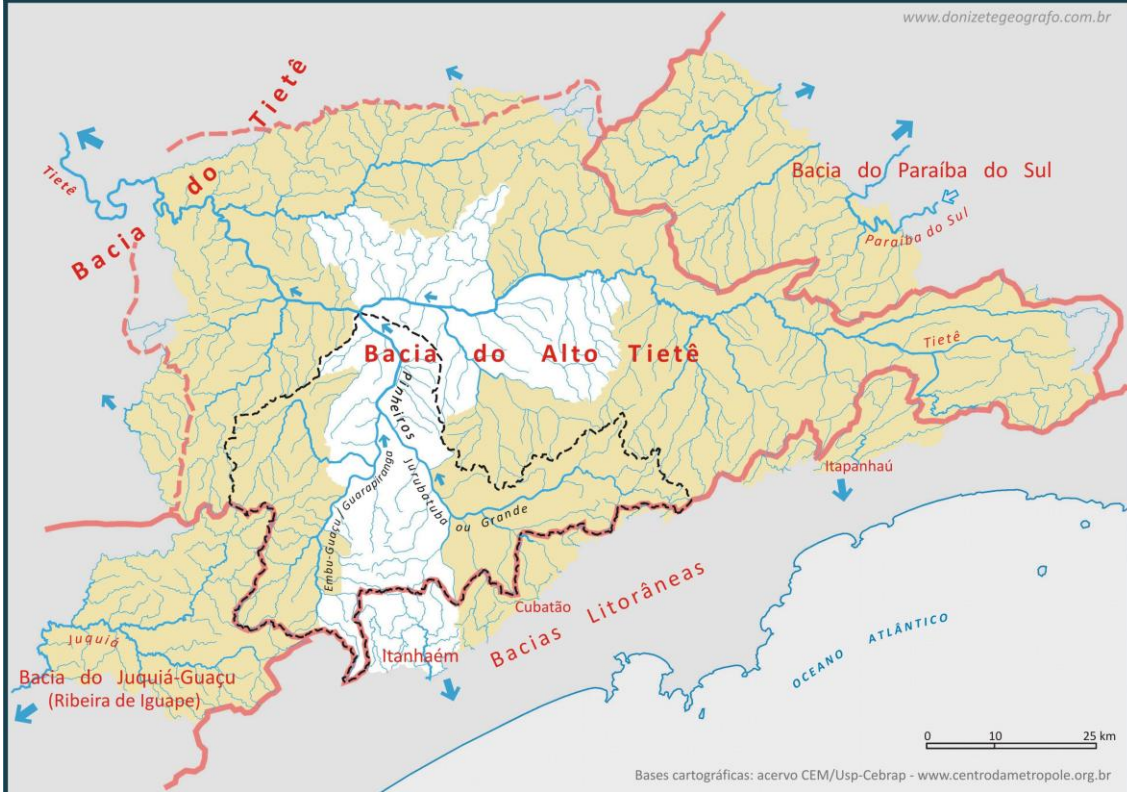 www.donizetegeografo.com.br
Bacia do Tietê
Tietê
Bacia do Paraíba do Sul
Paraíba do Sul
Bacia do Alto Tietê
Tietê
Pinheiros
Jurubatuba
ou Grande
Embu-Guaçu / Guarapiranga
Itapanhaú
Cubatão
Bacias Litorâneas
Itanhaém
OCEANO ATLÂNTICO
Juquiá
Bacia do Juquiá-Guaçu
(Ribeira de Iguape)
0 10 25 km
Bases cartográficas: acervo CEM/Usp-Cebrap - www.centrodametropole.org.br